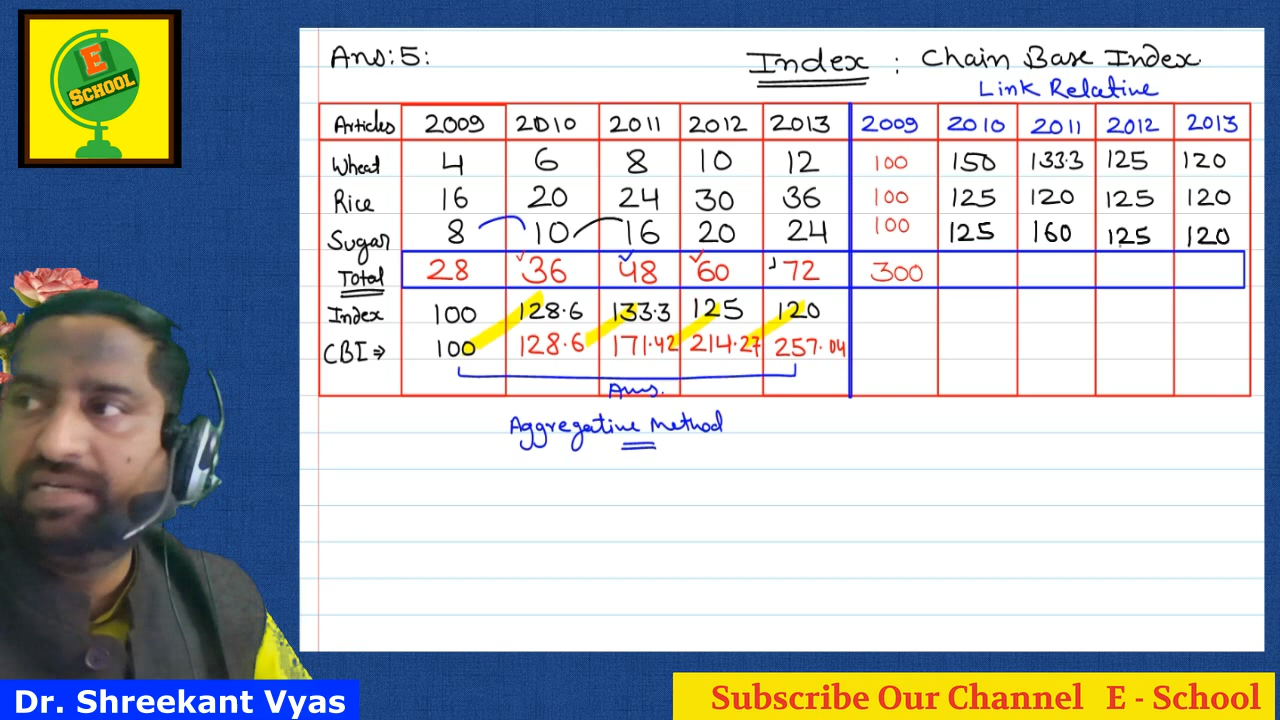 E
SCHOOL
Ans:5:
Index : Chain Base Index
Link Relative
Articles 2009 2010 2011 2012 2013 2009 2010 2011 2012 2013
Wheat 4 6 8 10 12 100 150 133.3 125 120
Rice 16 20 24 30 36 100 125 120 125 120
Sugar 8 10 16 20 24 100 125 160 125 120
Total 28 36 48 60 72 300
Index 100 128.6 133.3 125 120
CBI ⇒ 100 128.6 171.42 214.27 257.04
Ans.
Aggregative Method
Dr. Shreekant Vyas
Subscribe Our Channel E - School